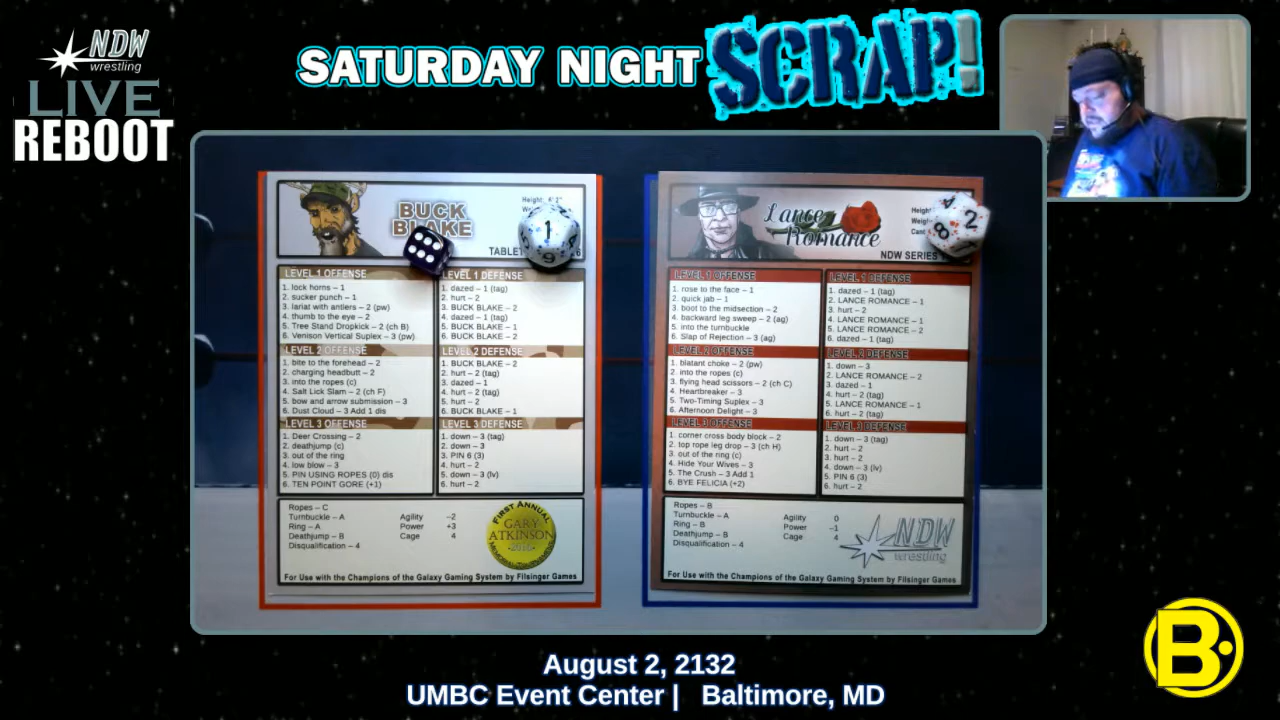 NDW
wrestling
LIVE
REBOOT
SATURDAY NIGHT SCRAP!
BUCK
BLAKE
Height: 6'2"
LEVEL 1 OFFENSE
1. lock horns – 1
2. sucker punch – 1
3. lariat with antlers – 2 (pw)
4. thumb to the eye – 2
5. Tree Stand Dropkick – 2 (ch B)
6. Venison Vertical Suplex – 3 (pw)
LEVEL 1 DEFENSE
1. dazed – 1 (tag)
2. hurt – 2
3. BUCK BLAKE – 2
4. dazed – 1 (tag)
5. BUCK BLAKE – 1
6. BUCK BLAKE – 2
LEVEL 2 OFFENSE
1. bite to the forehead – 2
2. charging headbutt – 2
3. into the ropes (c)
4. Salt Lick Slam – 2 (ch F)
5. bow and arrow submission – 3
6. Dust Cloud – 3 Add 1 dis
LEVEL 2 DEFENSE
1. BUCK BLAKE – 2
2. hurt – 2 (tag)
3. dazed – 1
4. hurt – 2 (tag)
5. hurt – 2
6. BUCK BLAKE – 1
LEVEL 3 OFFENSE
1. Deer Crossing – 2
2. deathjump (c)
3. out of the ring
4. low blow – 3
5. PIN USING ROPES (0) dis
6. TEN POINT GORE (+1)
LEVEL 3 DEFENSE
1. down – 3 (tag)
2. down – 3
3. PIN 6 (3)
4. hurt – 2
5. down – 3 (lv)
6. hurt – 2
Ropes – C
Turnbuckle – A
Ring – A
Deathjump – B
Disqualification – 4
Agility –2
Power +3
Cage 4
FIRST ANNUAL
GARY
ATKINSON
For Use with the Champions of the Galaxy Gaming System by Filsinger Games
Lance
Romance
NDW SERIES
LEVEL 1 OFFENSE
1. rose to the face – 1
2. quick jab – 1
3. boot to the midsection – 2
4. backward leg sweep – 2 (ag)
5. into the turnbuckle
6. Slap of Rejection – 3 (ag)
LEVEL 1 DEFENSE
1. dazed – 1 (tag)
2. LANCE ROMANCE – 1
3. hurt – 2
4. LANCE ROMANCE – 1
5. LANCE ROMANCE – 2
6. dazed – 1 (tag)
LEVEL 2 OFFENSE
1. blatant choke – 2 (pw)
2. into the ropes (c)
3. flying head scissors – 2 (ch C)
4. Heartbreaker – 3
5. Two-Timing Suplex – 3
6. Afternoon Delight – 3
LEVEL 2 DEFENSE
1. down – 3
2. LANCE ROMANCE – 2
3. dazed – 1
4. hurt – 2 (tag)
5. LANCE ROMANCE – 1
6. hurt – 2 (tag)
LEVEL 3 OFFENSE
1. corner cross body block – 2
2. top rope leg drop – 3 (ch H)
3. out of the ring (c)
4. Hide Your Wives – 3
5. The Crush – 3 Add 1
6. BYE FELICIA (+2)
LEVEL 3 DEFENSE
1. down – 3 (tag)
2. hurt – 2
3. hurt – 2
4. down – 3 (lv)
5. PIN 6 (3)
6. hurt – 2
Ropes – B
Turnbuckle – A
Ring – B
Deathjump – B
Disqualification – 4
Agility 0
Power –1
Cage 4
NDW
wrestling
For Use with the Champions of the Galaxy Gaming System by Filsinger Games
August 2, 2132
UMBC Event Center | Baltimore, MD
B